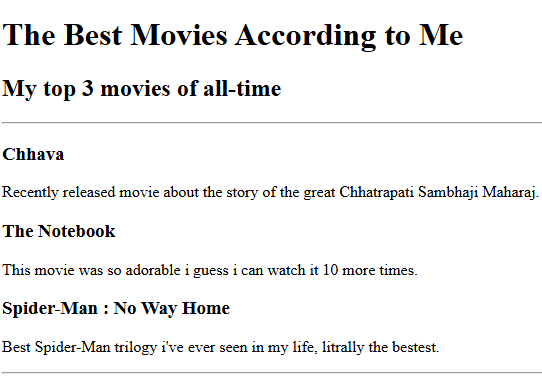 The Best Movies According to Me
My top 3 movies of all-time
Chhava
Recently released movie about the story of the great Chhatrapati Sambhaji Maharaj.
The Notebook
This movie was so adorable i guess i can watch it 10 more times.
Spider-Man : No Way Home
Best Spider-Man trilogy i've ever seen in my life, litrally the bestest.